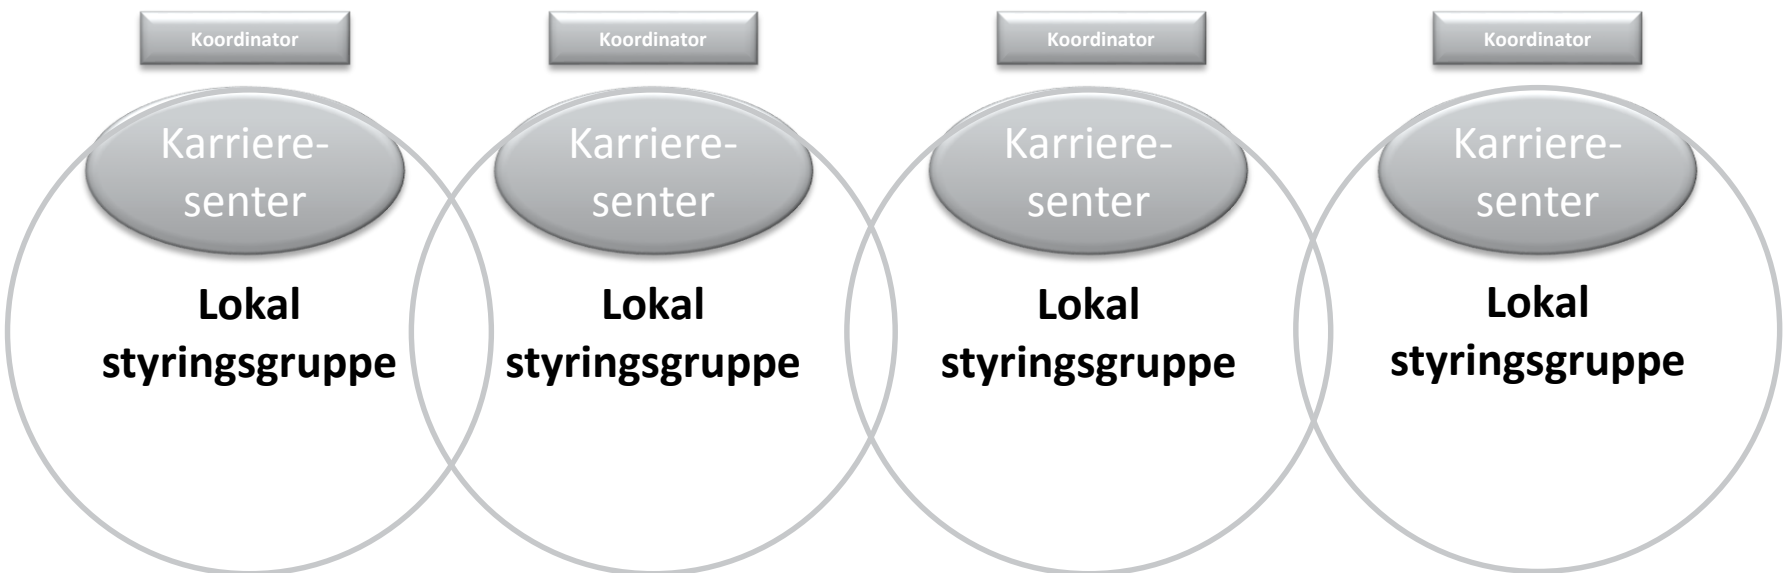 Koordinator
Koordinator
Koordinator
Koordinator
Karriere-
senter
Karriere-
senter
Karriere-
senter
Karriere-
senter
Lokal
styringsgruppe
Lokal
styringsgruppe
Lokal
styringsgruppe
Lokal
styringsgruppe